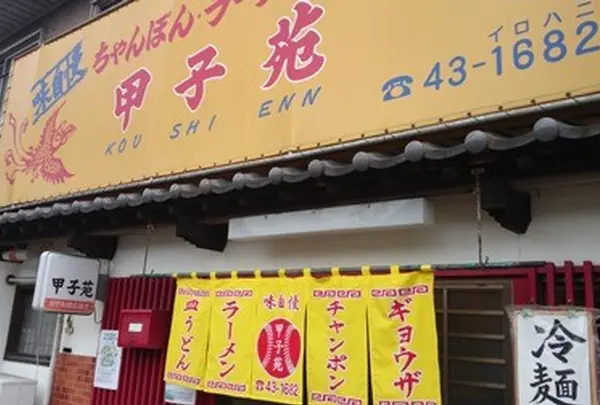 味自慢
ちゃんぽん・ラー
甲子苑
KOU SHI ENN
イロハニ
☎43-1682
甲子苑
皿うどん
ラーメン
味自慢
甲子苑
☎43-1682
チャンポン
ギョウザ
冷麺